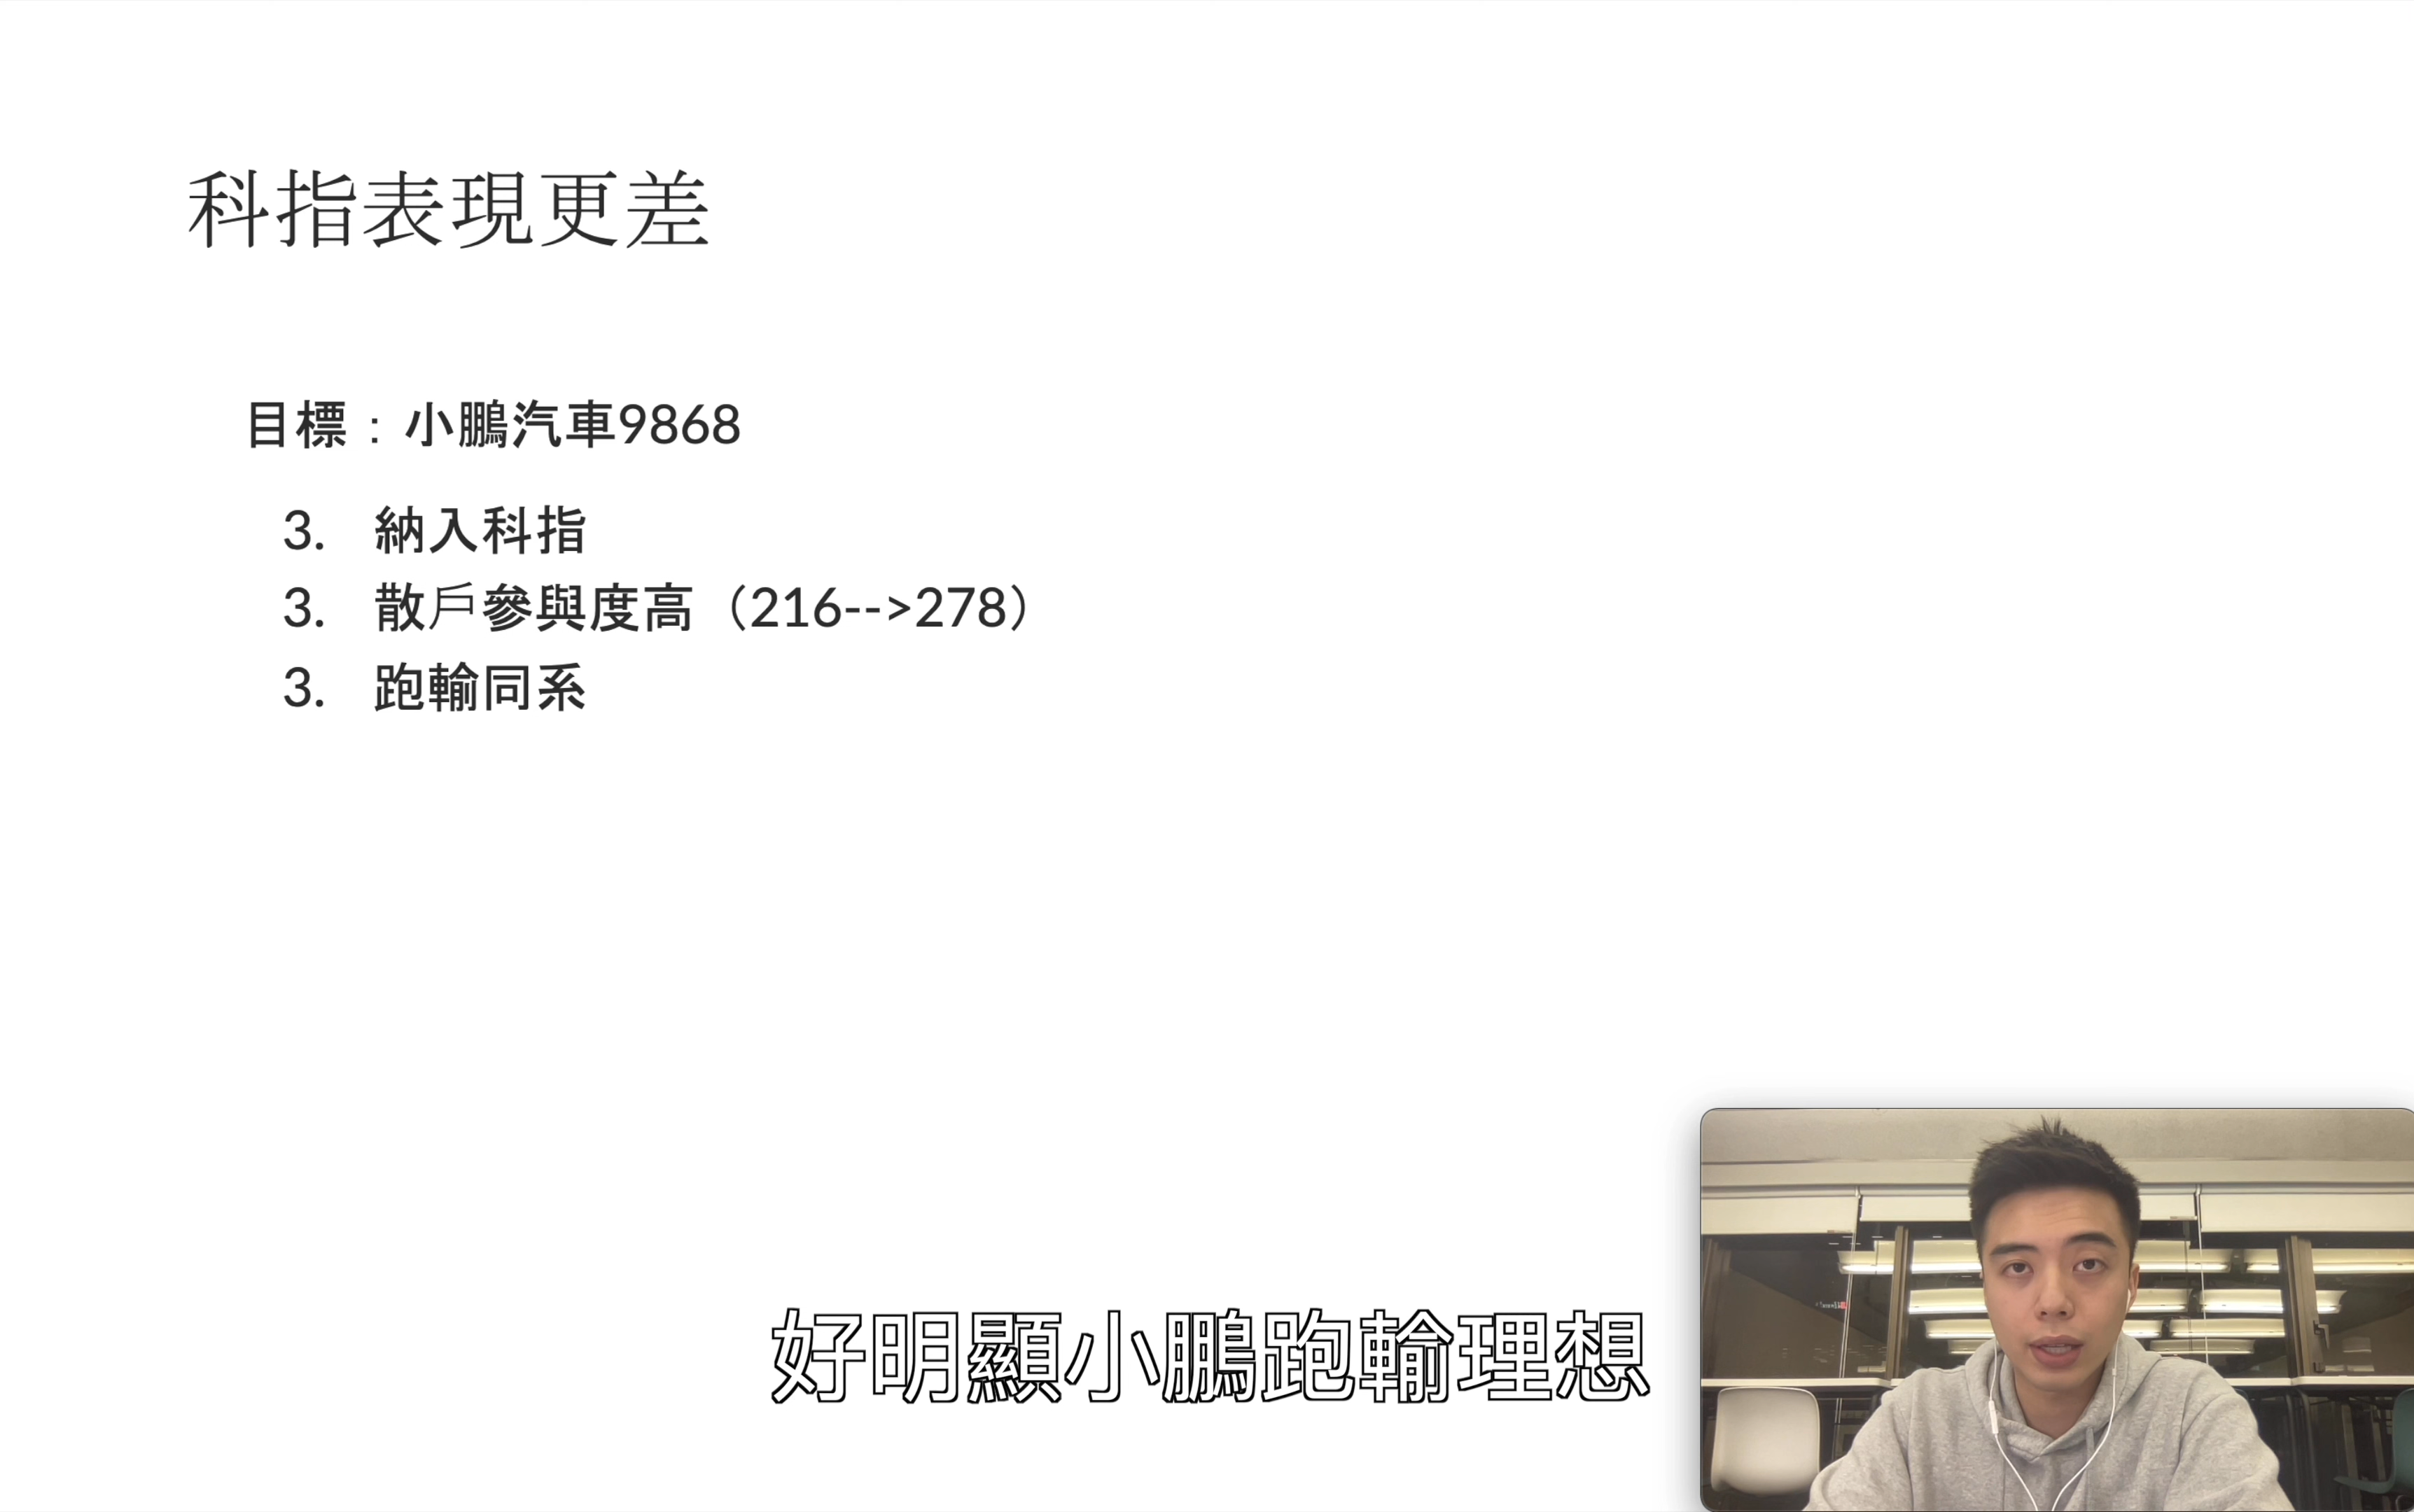 科指表現更差
目標：小鵬汽車9868
3. 納入科指
3. 散戶參與度高（216-->278）
3. 跑輸同系
好明顯小鵬跑輸理想